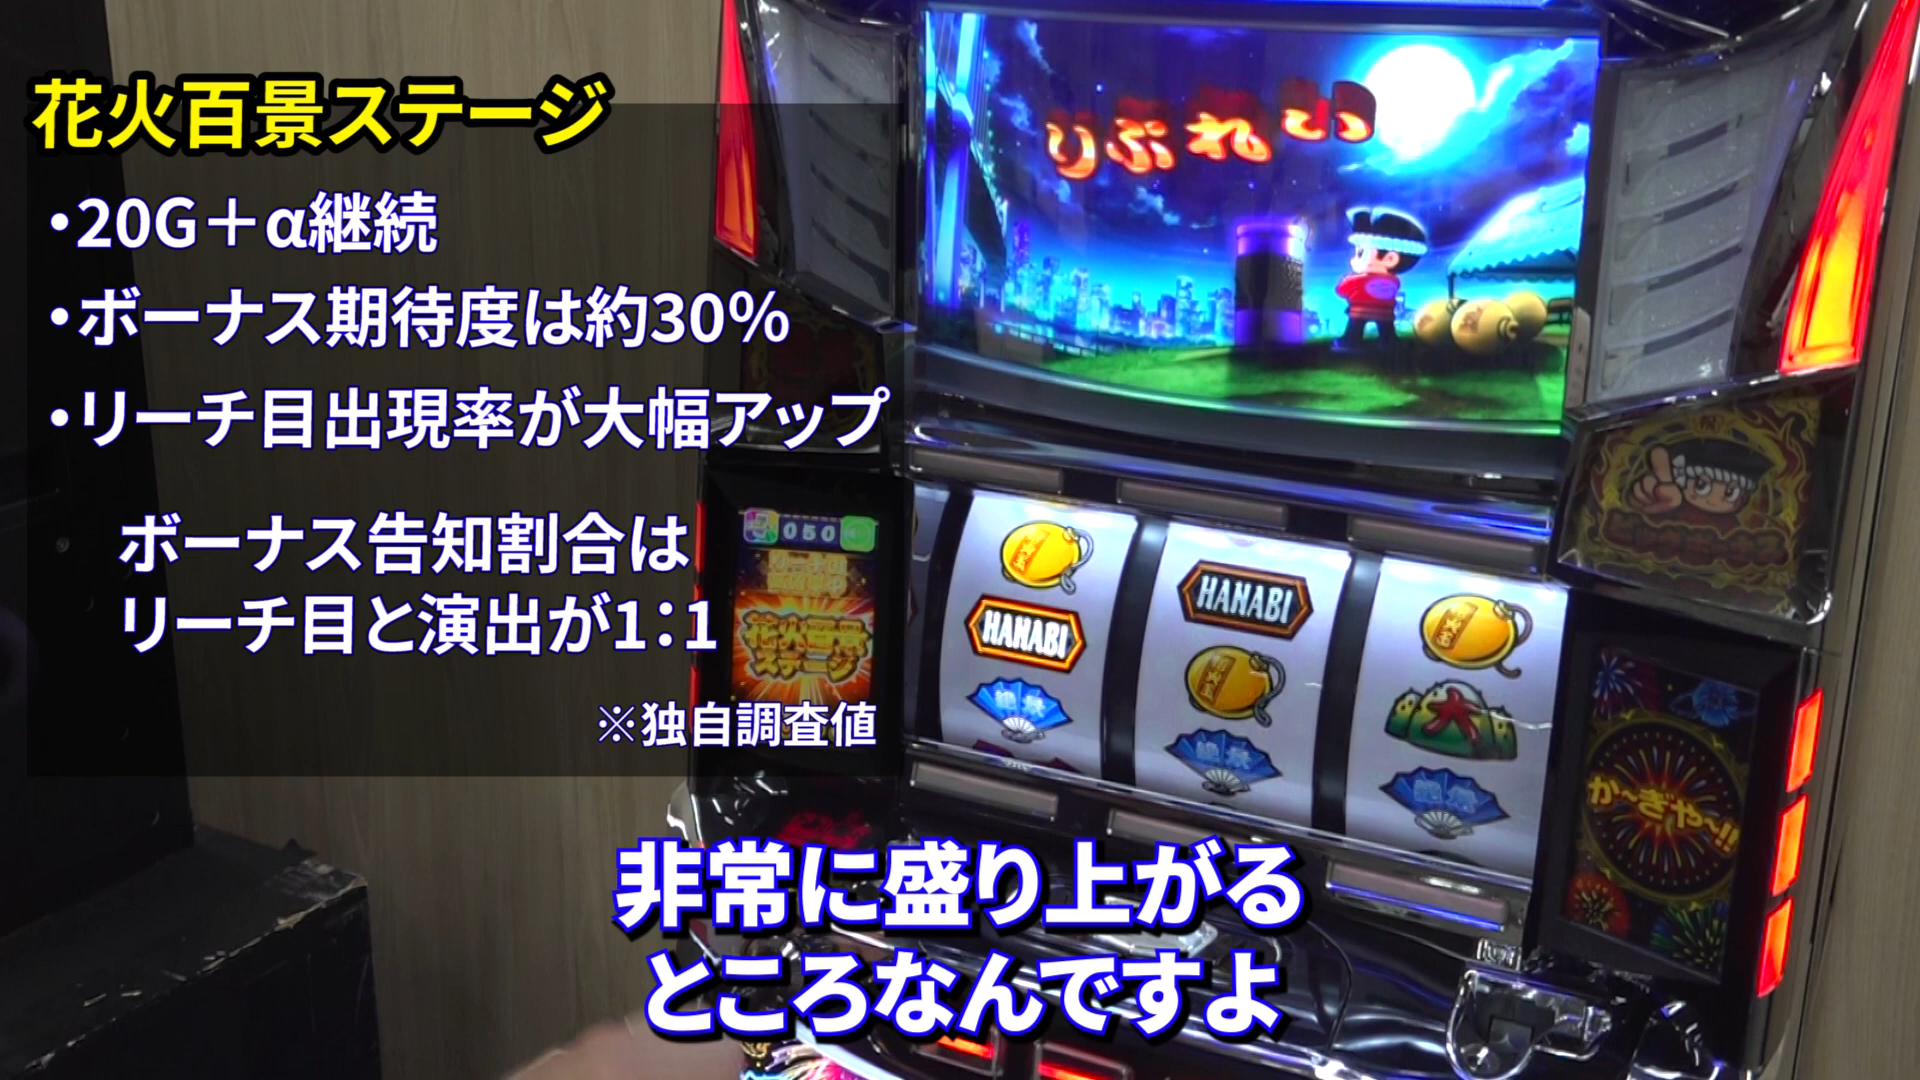 花火百景ステージ
・20G＋α継続
・ボーナス期待度は約30%
・リーチ目出現率が大幅アップ
ボーナス告知割合は
リーチ目と演出が1：1
※独自調査値
りぷれい
050
花火百景
ステージ
HANABI
HANABI
大
か～ぎや～!!
非常に盛り上がる
ところなんですよ